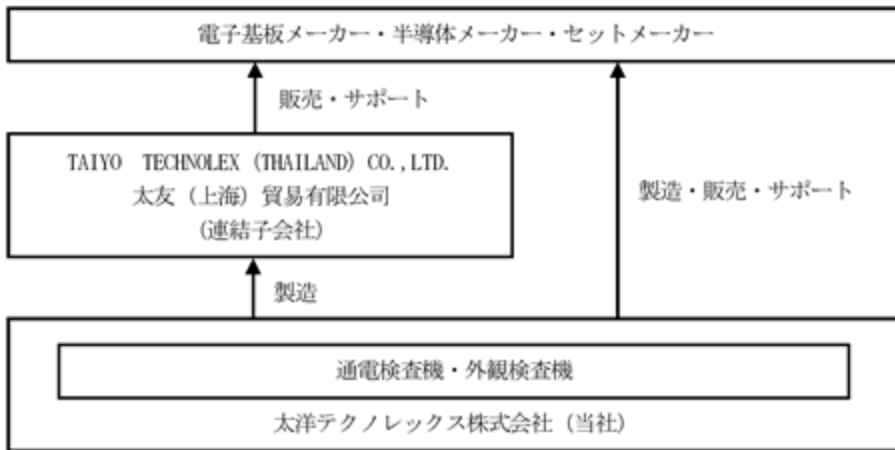 電子基板メーカー・半導体メーカー・セットメーカー
販売・サポート
TAIYO TECHNOLEX (THAILAND) CO.,LTD.
太友（上海）貿易有限公司
（連結子会社）
製造・販売・サポート
製造
通電検査機・外観検査機
太洋テクノレックス株式会社（当社）